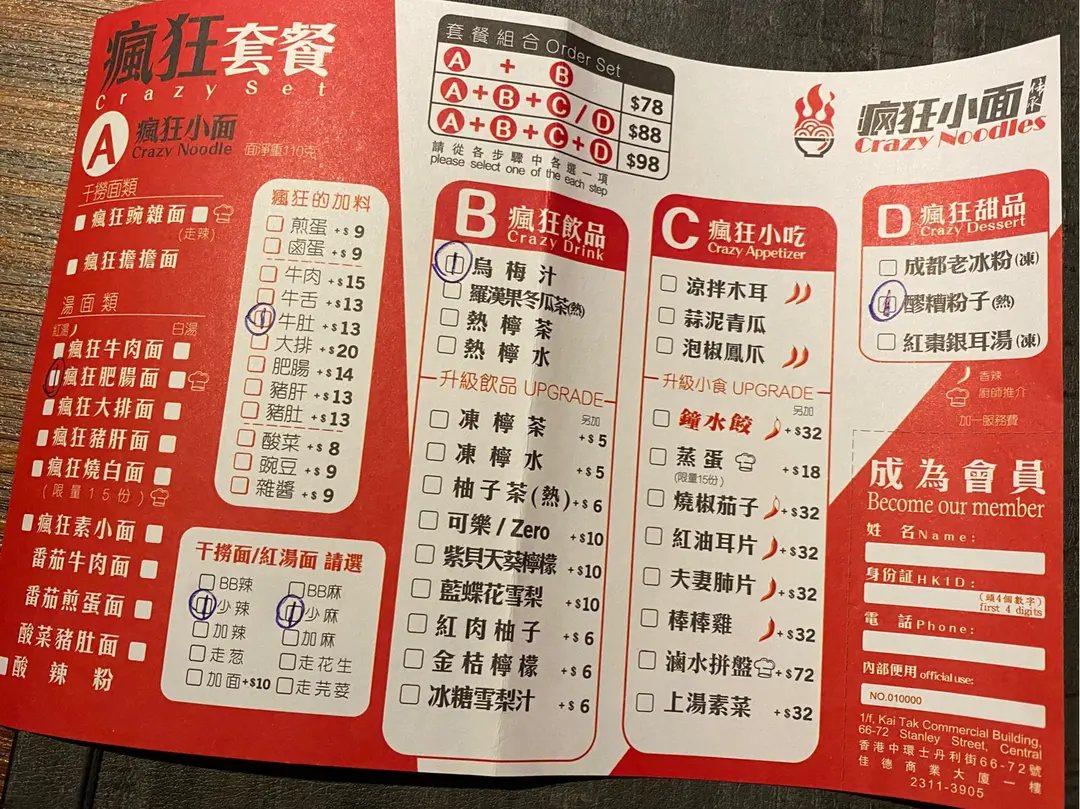 瘋狂套餐
Crazy Set
A 瘋狂小面
Crazy Noodle 面淨重110克
干撈面類
瘋狂豌雜面
(走辣)
瘋狂擔擔面
湯面類
紅湯 白湯
瘋狂牛肉面
瘋狂肥腸面
瘋狂大排面
瘋狂豬肝面
瘋狂燒白面
(限量15份)
瘋狂素小面
番茄牛肉面
番茄煎蛋面
酸菜豬肚面
酸辣粉
瘋狂的加料
煎蛋 +$ 9
鹵蛋 +$ 9
牛肉 +$15
牛舌 +$13
牛肚 +$13
大排 +$20
肥腸 +$14
豬肝 +$13
豬肚 +$13
酸菜 +$ 8
豌豆 +$ 9
雜醬 +$ 9
干撈面/紅湯面 請選
BB辣 BB麻
少辣 少麻
加辣 加麻
走葱 走花生
加面+$10 走芫荽
套餐組合 Order Set
A + B $78
A+B+C/D $88
A+B+C+D $98
請從各步驟中各選一項
please select one of the each step
B 瘋狂飲品
Crazy Drink
烏梅汁
羅漢果冬瓜茶(熱)
熱檸茶
熱檸水
升級飲品 UPGRADE
另加
凍檸茶 +$ 5
凍檸水 +$ 5
柚子茶(熱) +$ 6
可樂/Zero +$10
紫貝天葵檸檬 +$10
藍蝶花雪梨 +$10
紅肉柚子 +$ 6
金桔檸檬 +$ 6
冰糖雪梨汁 +$ 6
C 瘋狂小吃
Crazy Appetizer
涼拌木耳
蒜泥青瓜
泡椒鳳爪
升級小食 UPGRADE
另加
鐘水餃 +$32
蒸蛋 +$18
(限量15份)
燒椒茄子 +$32
紅油耳片 +$32
夫妻肺片 +$32
棒棒雞 +$32
滷水拼盤 +$72
上湯素菜 +$32
瘋狂小面
Crazy Noodles
D 瘋狂甜品
Crazy Dessert
成都老冰粉(凍)
醪糟粉子(熱)
紅棗銀耳湯(凍)
香辣
廚師推介
加一服務費
成為會員
Become our member
姓 名Name:
身份証HKID:
(頭4個數字)
first 4 digits
電 話Phone:
內部使用 official use:
NO.010000
1/f, Kai Tak Commercial Building,
66-72 Stanley Street, Central
香港中環士丹利街66-72號
佳德商業大廈一樓
2311-3905